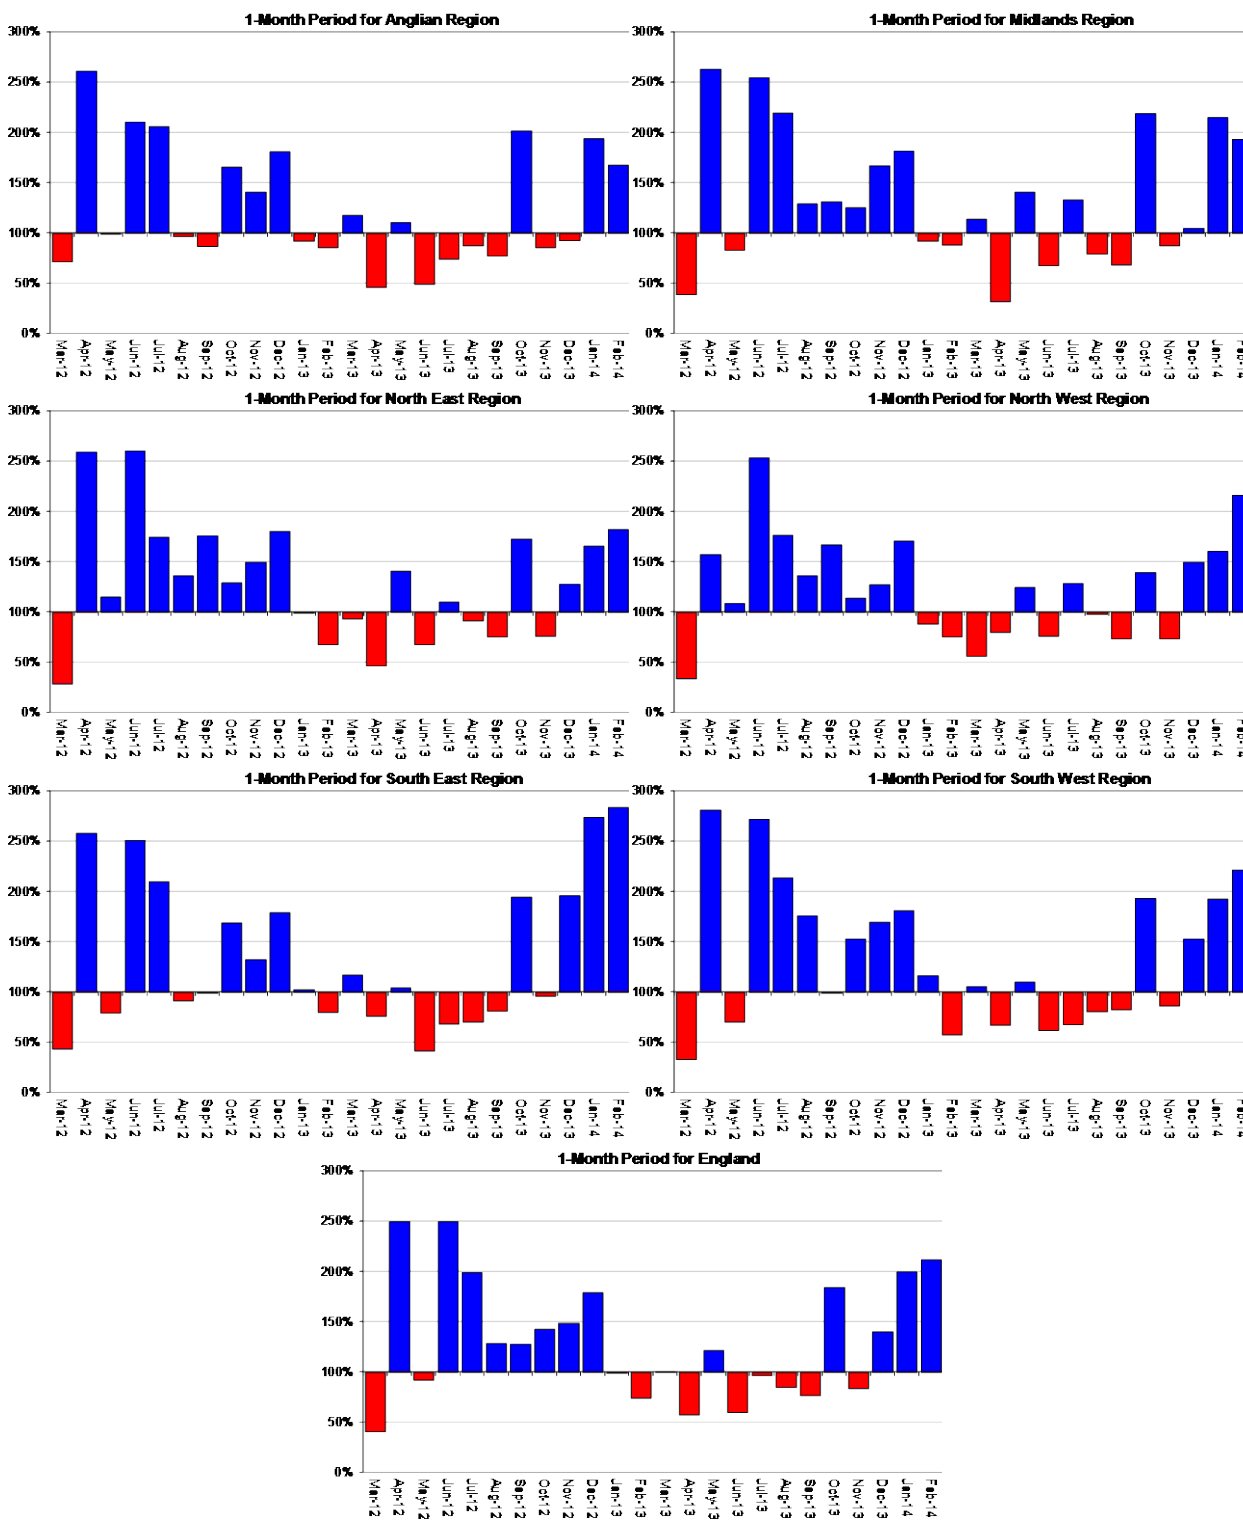 1-Month Period for Anglian Region
300%
250%
200%
150%
100%
50%
0%
Mar-12
Apr-12
May-12
Jun-12
Jul-12
Aug-12
Sep-12
Oct-12
Nov-12
Dec-12
Jan-13
Feb-13
Mar-13
Apr-13
May-13
Jun-13
Jul-13
Aug-13
Sep-13
Oct-13
Nov-13
Dec-13
Jan-14
Feb-14
1-Month Period for Midlands Region
300%
250%
200%
150%
100%
50%
0%
Mar-12
Apr-12
May-12
Jun-12
Jul-12
Aug-12
Sep-12
Oct-12
Nov-12
Dec-12
Jan-13
Feb-13
Mar-13
Apr-13
May-13
Jun-13
Jul-13
Aug-13
Sep-13
Oct-13
Nov-13
Dec-13
Jan-14
Feb-14
1-Month Period for North East Region
300%
250%
200%
150%
100%
50%
0%
Mar-12
Apr-12
May-12
Jun-12
Jul-12
Aug-12
Sep-12
Oct-12
Nov-12
Dec-12
Jan-13
Feb-13
Mar-13
Apr-13
May-13
Jun-13
Jul-13
Aug-13
Sep-13
Oct-13
Nov-13
Dec-13
Jan-14
Feb-14
1-Month Period for North West Region
300%
250%
200%
150%
100%
50%
0%
Mar-12
Apr-12
May-12
Jun-12
Jul-12
Aug-12
Sep-12
Oct-12
Nov-12
Dec-12
Jan-13
Feb-13
Mar-13
Apr-13
May-13
Jun-13
Jul-13
Aug-13
Sep-13
Oct-13
Nov-13
Dec-13
Jan-14
Feb-14
1-Month Period for South East Region
300%
250%
200%
150%
100%
50%
0%
Mar-12
Apr-12
May-12
Jun-12
Jul-12
Aug-12
Sep-12
Oct-12
Nov-12
Dec-12
Jan-13
Feb-13
Mar-13
Apr-13
May-13
Jun-13
Jul-13
Aug-13
Sep-13
Oct-13
Nov-13
Dec-13
Jan-14
Feb-14
1-Month Period for South West Region
300%
250%
200%
150%
100%
50%
0%
Mar-12
Apr-12
May-12
Jun-12
Jul-12
Aug-12
Sep-12
Oct-12
Nov-12
Dec-12
Jan-13
Feb-13
Mar-13
Apr-13
May-13
Jun-13
Jul-13
Aug-13
Sep-13
Oct-13
Nov-13
Dec-13
Jan-14
Feb-14
1-Month Period for England
300%
250%
200%
150%
100%
50%
0%
Mar-12
Apr-12
May-12
Jun-12
Jul-12
Aug-12
Sep-12
Oct-12
Nov-12
Dec-12
Jan-13
Feb-13
Mar-13
Apr-13
May-13
Jun-13
Jul-13
Aug-13
Sep-13
Oct-13
Nov-13
Dec-13
Jan-14
Feb-14